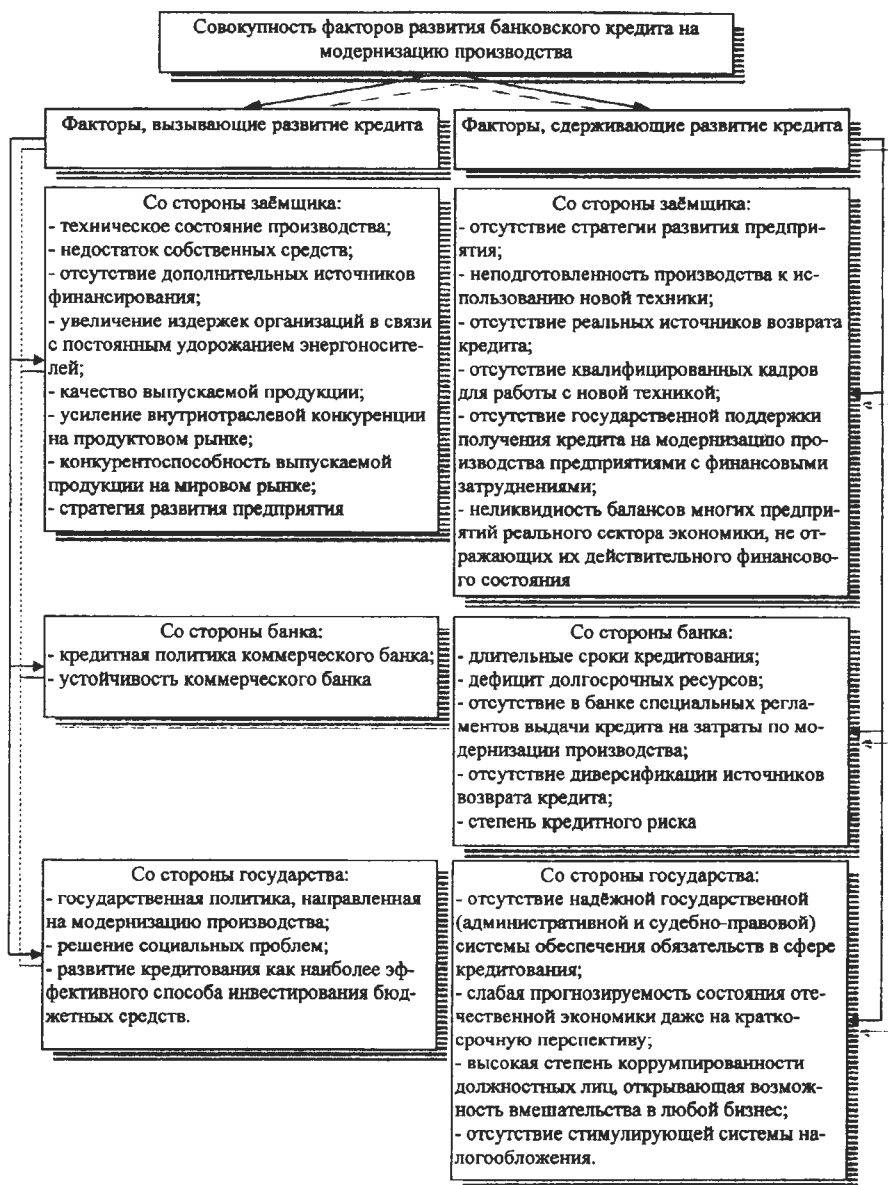 Совокупность факторов развития банковского кредита на
модернизацию производства
Факторы, вызывающие развитие кредита
Факторы, сдерживающие развитие кредита
Со стороны заёмщика:
- техническое состояние производства;
- недостаток собственных средств;
- отсутствие дополнительных источников
финансирования;
- увеличение издержек организаций в связи
с постоянным удорожанием энергоносите-
лей;
- качество выпускаемой продукции;
- усиление внутриотраслевой конкуренции
на продуктовом рынке;
- конкурентоспособность выпускаемой
продукции на мировом рынке;
- стратегия развития предприятия
Со стороны заёмщика:
- отсутствие стратегии развития предпри-
ятия;
- неподготовленность производства к ис-
пользованию новой техники;
- отсутствие реальных источников возврата
кредита;
- отсутствие квалифицированных кадров
для работы с новой техникой;
- отсутствие государственной поддержки
получения кредита на модернизацию про-
изводства предприятиями с финансовыми
затруднениями;
- неликвидость балансов многих предпри-
ятий реального сектора экономики, не от-
ражающих их действительного финансово-
го состояния
Со стороны банка:
- кредитная политика коммерческого банка;
- устойчивость коммерческого банка
Со стороны банка:
- длительные сроки кредитования;
- дефицит долгосрочных ресурсов;
- отсутствие в банке специальных регла-
ментов выдачи кредита на затраты по мо-
дернизации производства;
- отсутствие диверсификации источников
возврата кредита;
- степень кредитного риска
Со стороны государства:
- государственная политика, направленная
на модернизацию производства;
- решение социальных проблем;
- развитие кредитования как наиболее эф-
фективного способа инвестирования бюд-
жетных средств.
Со стороны государства:
- отсутствие надёжной государственной
(административной и судебно-правовой)
системы обеспечения обязательств в сфере
кредитования;
- слабая прогнозируемость состояния оте-
чественной экономики даже на кратко-
срочную перспективу;
- высокая степень коррумпированности
должностных лиц, открывающая возмож-
ность вмешательства в любой бизнес;
- отсутствие стимулирующей системы на-
логообложения.